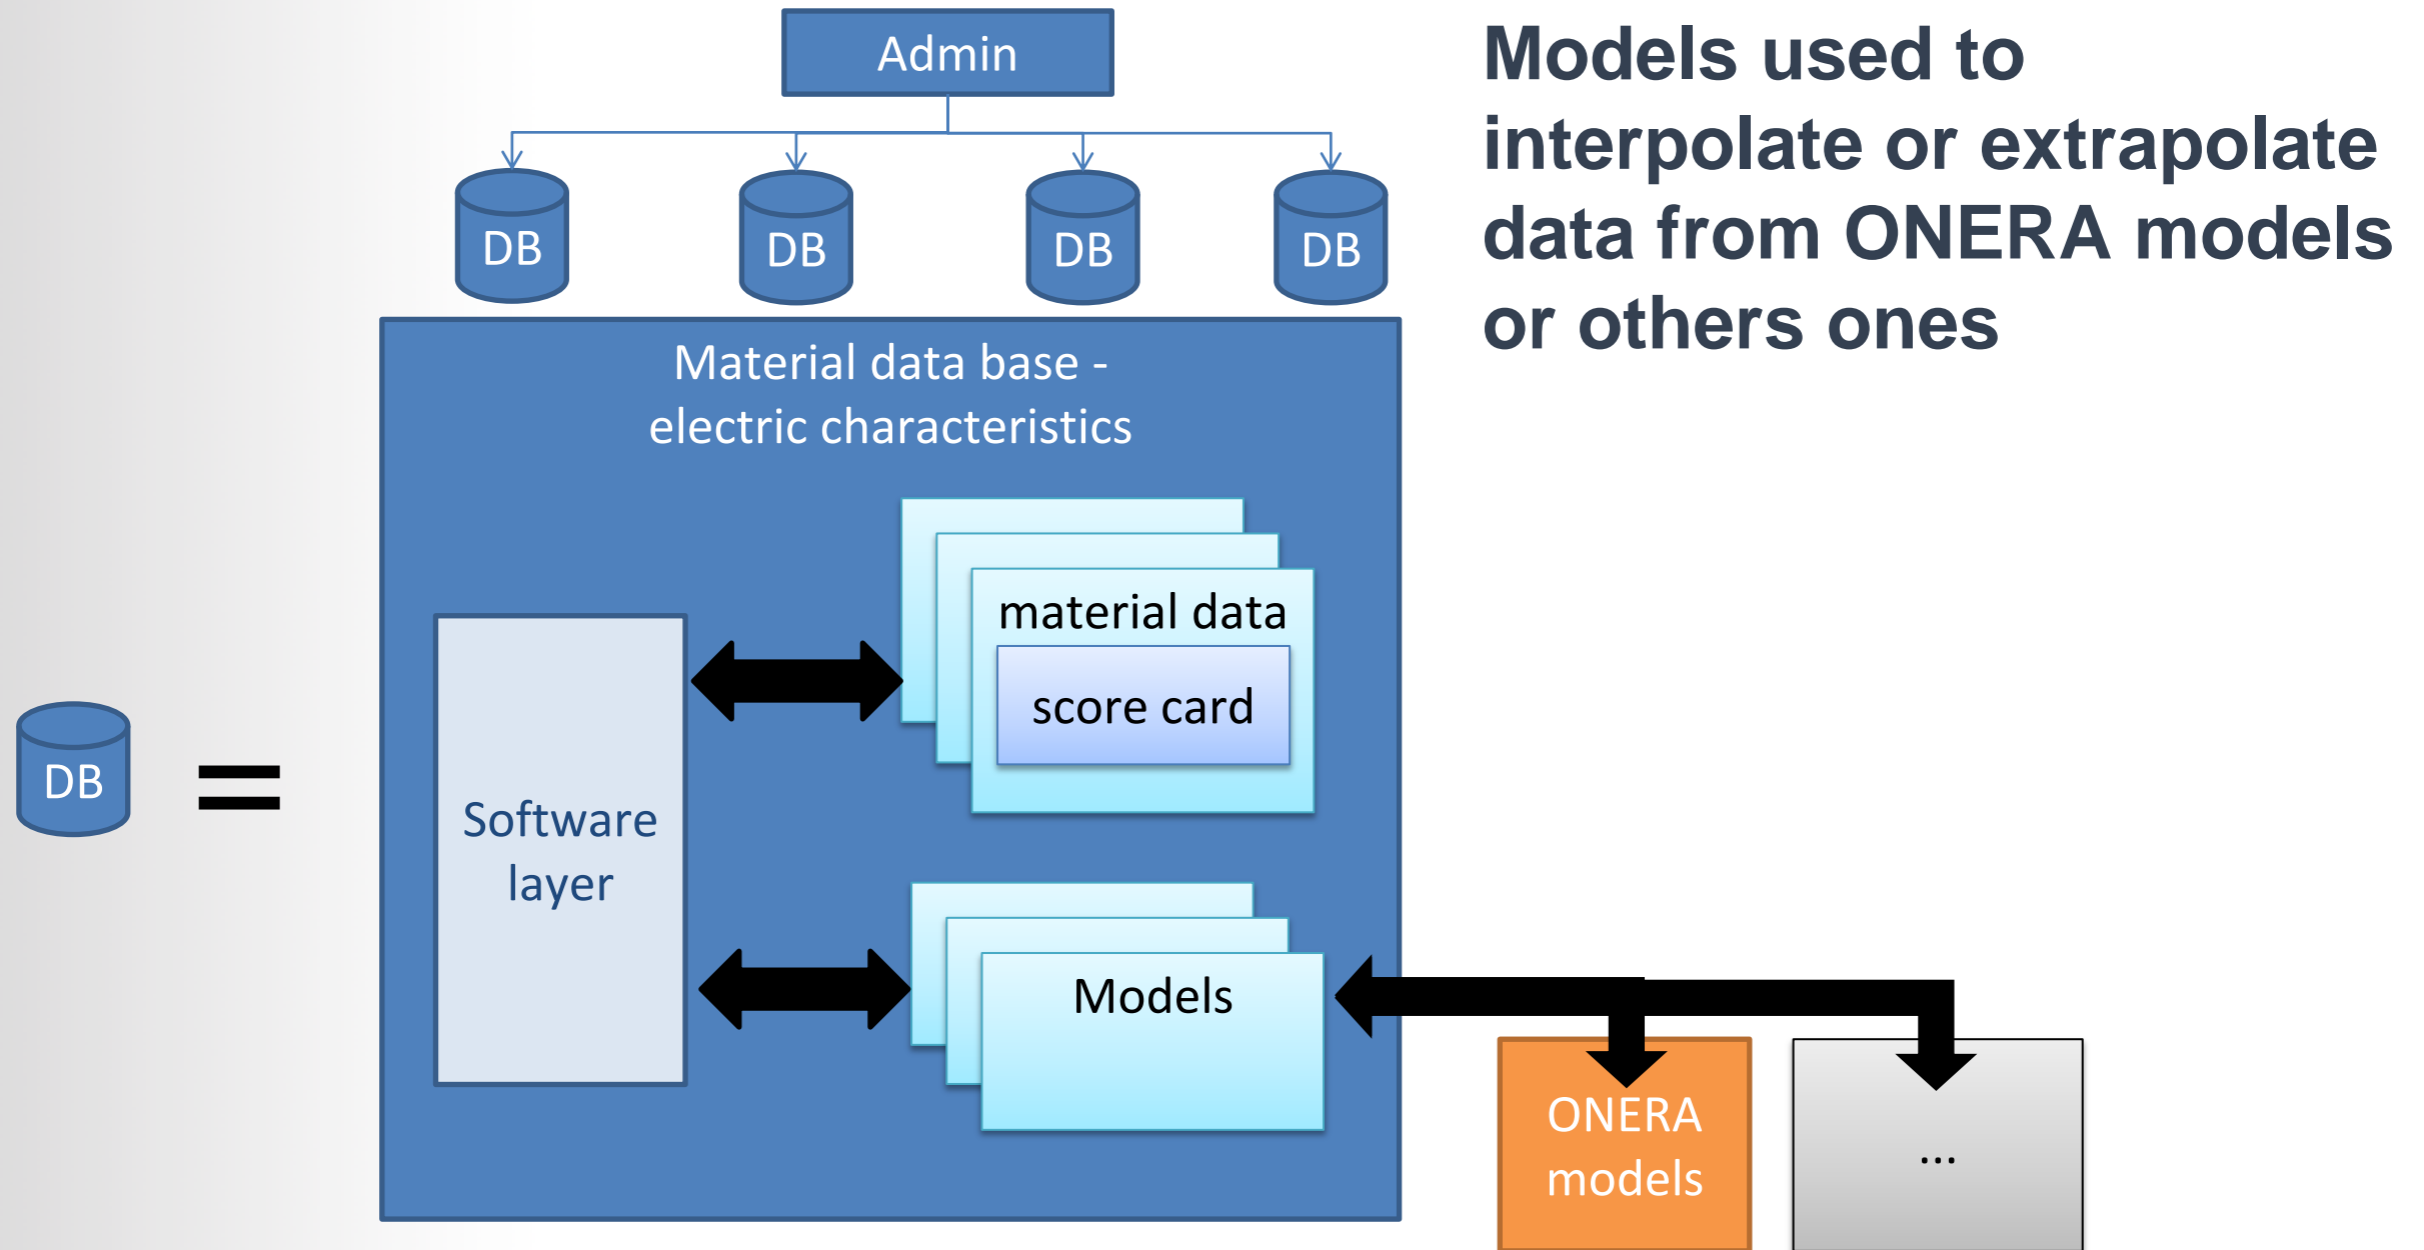 Admin
Models used to
interpolate or extrapolate
data from ONERA models
or others ones
DB
DB
DB
DB
Material data base -
electric characteristics
material data
score card
DB
=
Software
layer
Models
ONERA
models
...